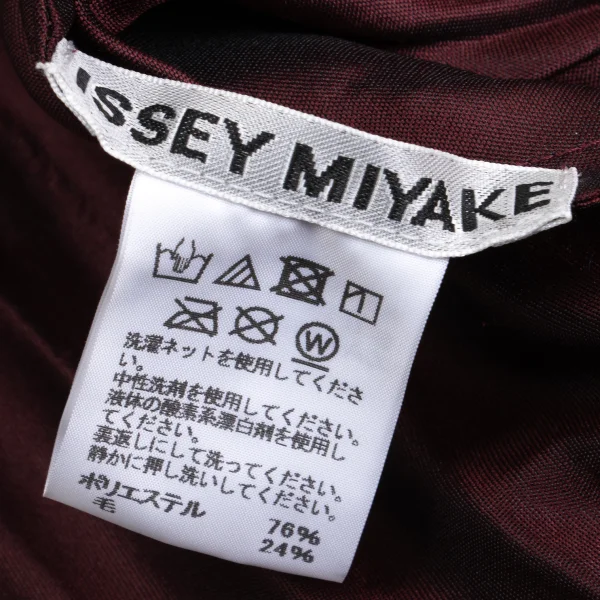 ISSEY MIYAKE
W
洗濯ネットを使用してくださ
い。
中性洗剤を使用してください。
液体の酸素系漂白剤を使用し
てください。
裏返しにして洗ってください。
静かに押し洗いしてください。
ポリエステル 76%
毛 24%